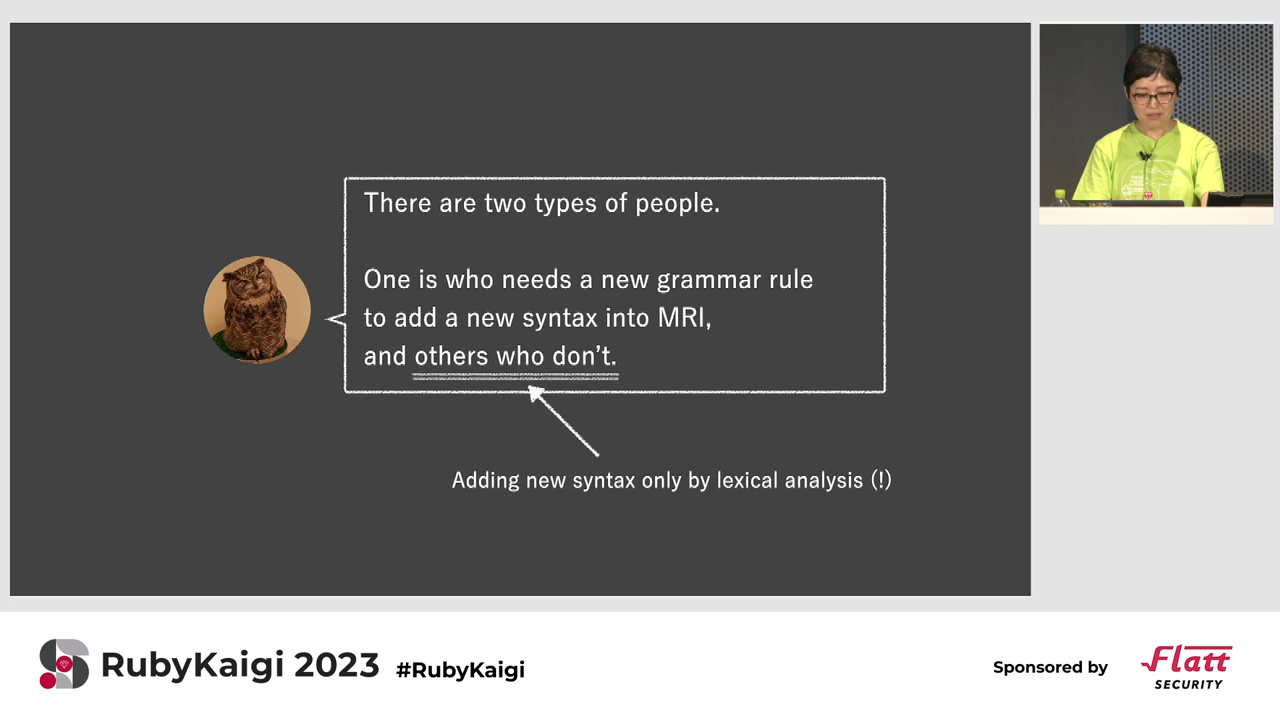 There are two types of people.
One is who needs a new grammar rule
to add a new syntax into MRI,
and others who don't.
Adding new syntax only by lexical analysis (!)
RubyKaigi 2023 #RubyKaigi
Sponsored by
Flatt
SECURITY